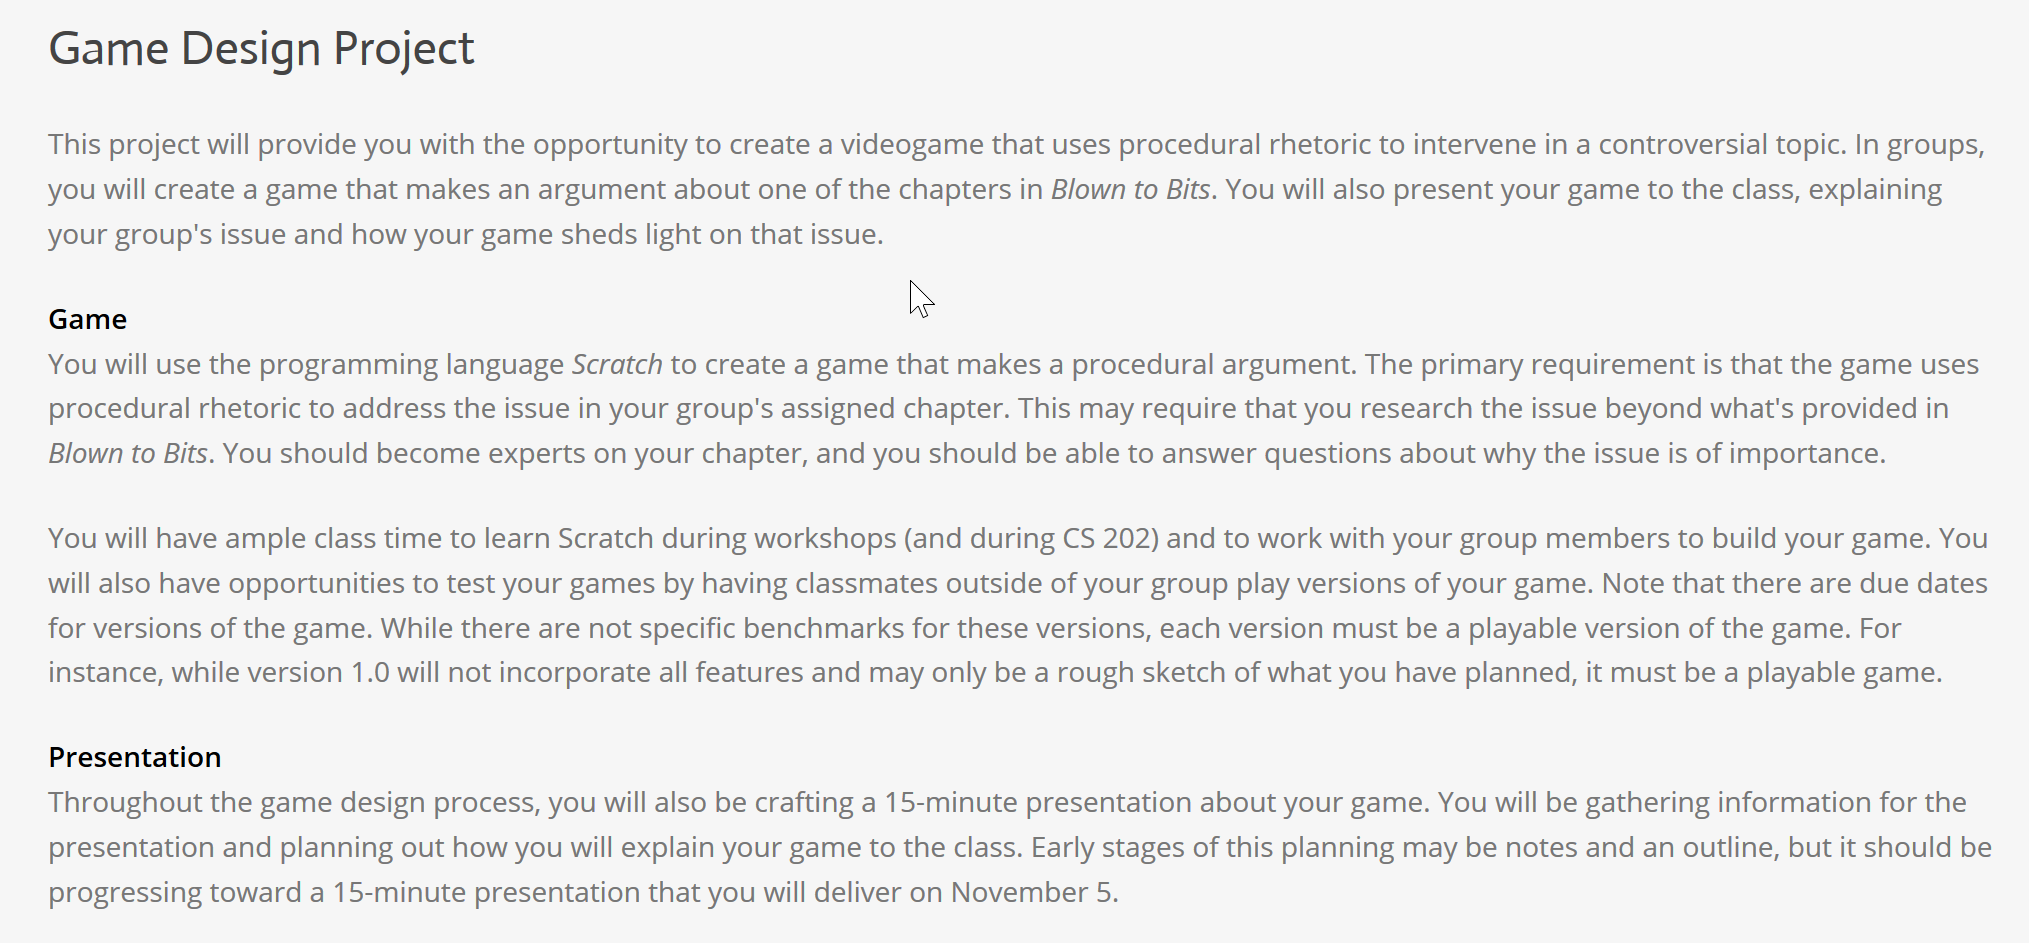 Game Design Project
This project will provide you with the opportunity to create a videogame that uses procedural rhetoric to intervene in a controversial topic. In groups,
you will create a game that makes an argument about one of the chapters in Blown to Bits. You will also present your game to the class, explaining
your group's issue and how your game sheds light on that issue.
Game
You will use the programming language Scratch to create a game that makes a procedural argument. The primary requirement is that the game uses
procedural rhetoric to address the issue in your group's assigned chapter. This may require that you research the issue beyond what's provided in
Blown to Bits. You should become experts on your chapter, and you should be able to answer questions about why the issue is of importance.
You will have ample class time to learn Scratch during workshops (and during CS 202) and to work with your group members to build your game. You
will also have opportunities to test your games by having classmates outside of your group play versions of your game. Note that there are due dates
for versions of the game. While there are not specific benchmarks for these versions, each version must be a playable version of the game. For
instance, while version 1.0 will not incorporate all features and may only be a rough sketch of what you have planned, it must be a playable game.
Presentation
Throughout the game design process, you will also be crafting a 15-minute presentation about your game. You will be gathering information for the
presentation and planning out how you will explain your game to the class. Early stages of this planning may be notes and an outline, but it should be
progressing toward a 15-minute presentation that you will deliver on November 5.